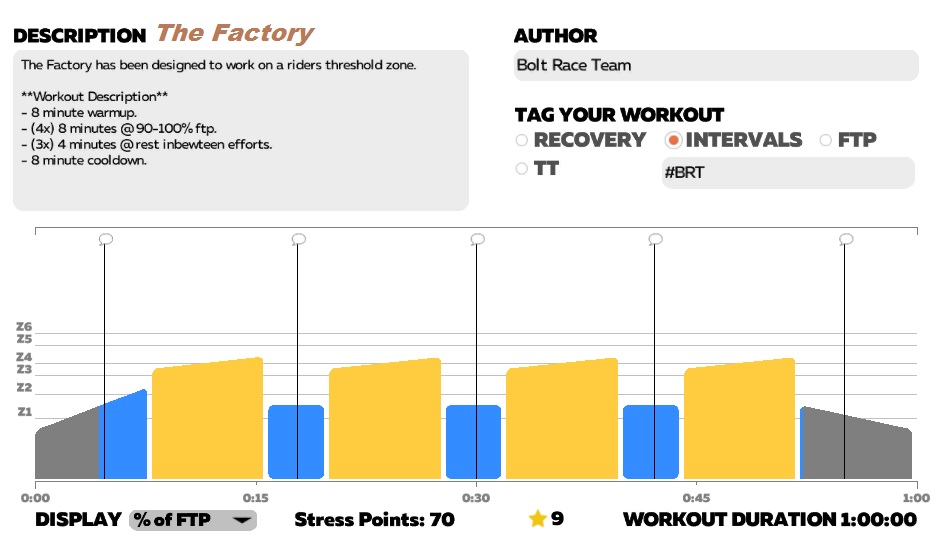 DESCRIPTION The Factory
The Factory has been designed to work on a riders threshold zone.
**Workout Description**
- 8 minute warmup.
- (4x) 8 minutes @90-100% ftp.
- (3x) 4 minutes @rest inbewteen efforts.
- 8 minute cooldown.
AUTHOR
Bolt Race Team
TAG YOUR WORKOUT
RECOVERY INTERVALS FTP
TT #BRT
Z6
Z5
Z4
Z3
Z2
Z1
0:00 0:15 0:30 0:45 1:00
DISPLAY % of FTP Stress Points: 70 9 WORKOUT DURATION 1:00:00